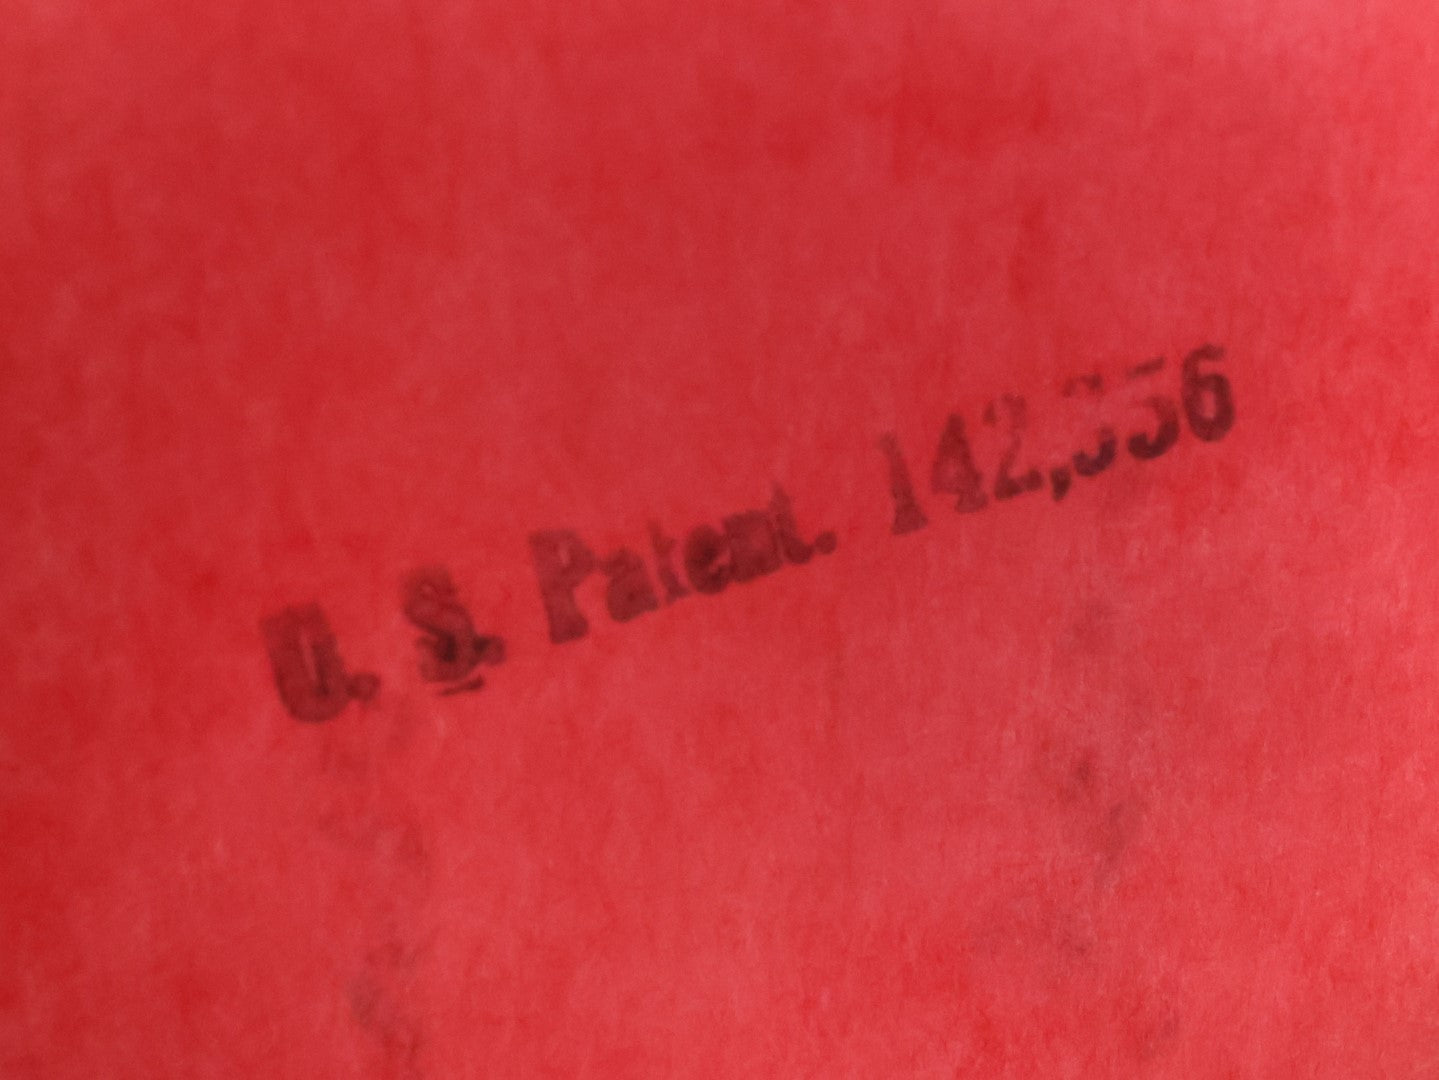 U. S. Patent. 142,356